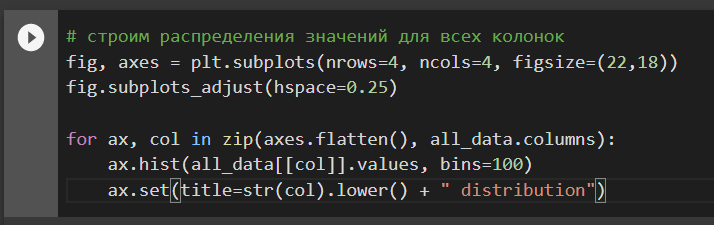 # строим распределения значений для всех колонок
fig, axes = plt.subplots(nrows=4, ncols=4, figsize=(22,18))
fig.subplots_adjust(hspace=0.25)
for ax, col in zip(axes.flatten(), all_data.columns):
    ax.hist(all_data[[col]].values, bins=100)
    ax.set(title=str(col).lower() + " distribution")